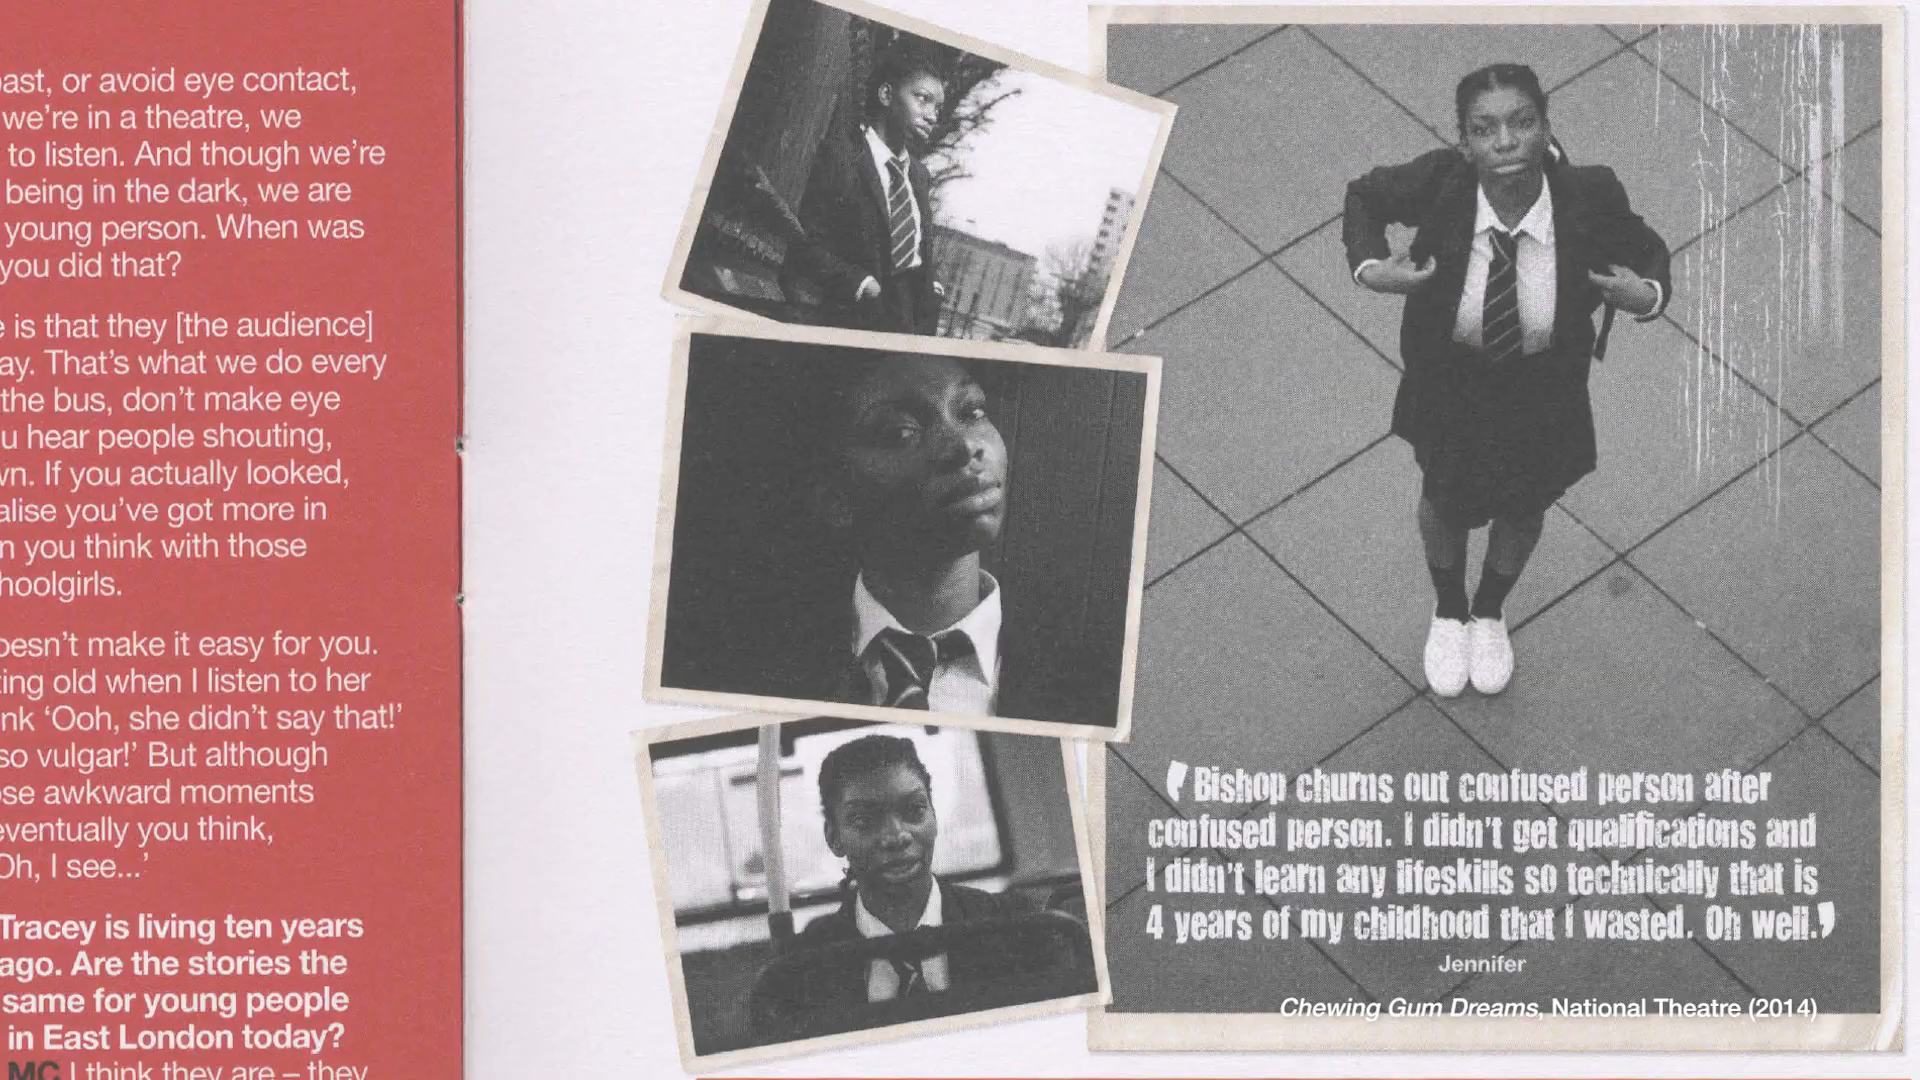 ast, or avoid eye contact,
we're in a theatre, we
to listen. And though we're
being in the dark, we are
young person. When was
you did that?
is that they [the audience]
ay. That's what we do every
the bus, don't make eye
u hear people shouting,
wn. If you actually looked,
alise you've got more in
n you think with those
hoolgirls.
oesn't make it easy for you.
ing old when I listen to her
nk 'Ooh, she didn't say that!'
so vulgar!' But although
se awkward moments
eventually you think,
Oh, I see...'
Tracey is living ten years
ago. Are the stories the
same for young people
in East London today?
MC I think they are – they
'Bishop churns out confused person after
confused person. I didn't get qualifications and
I didn't learn any lifeskills so technically that is
4 years of my childhood that I wasted. Oh well.'
Jennifer
Chewing Gum Dreams, National Theatre (2014)